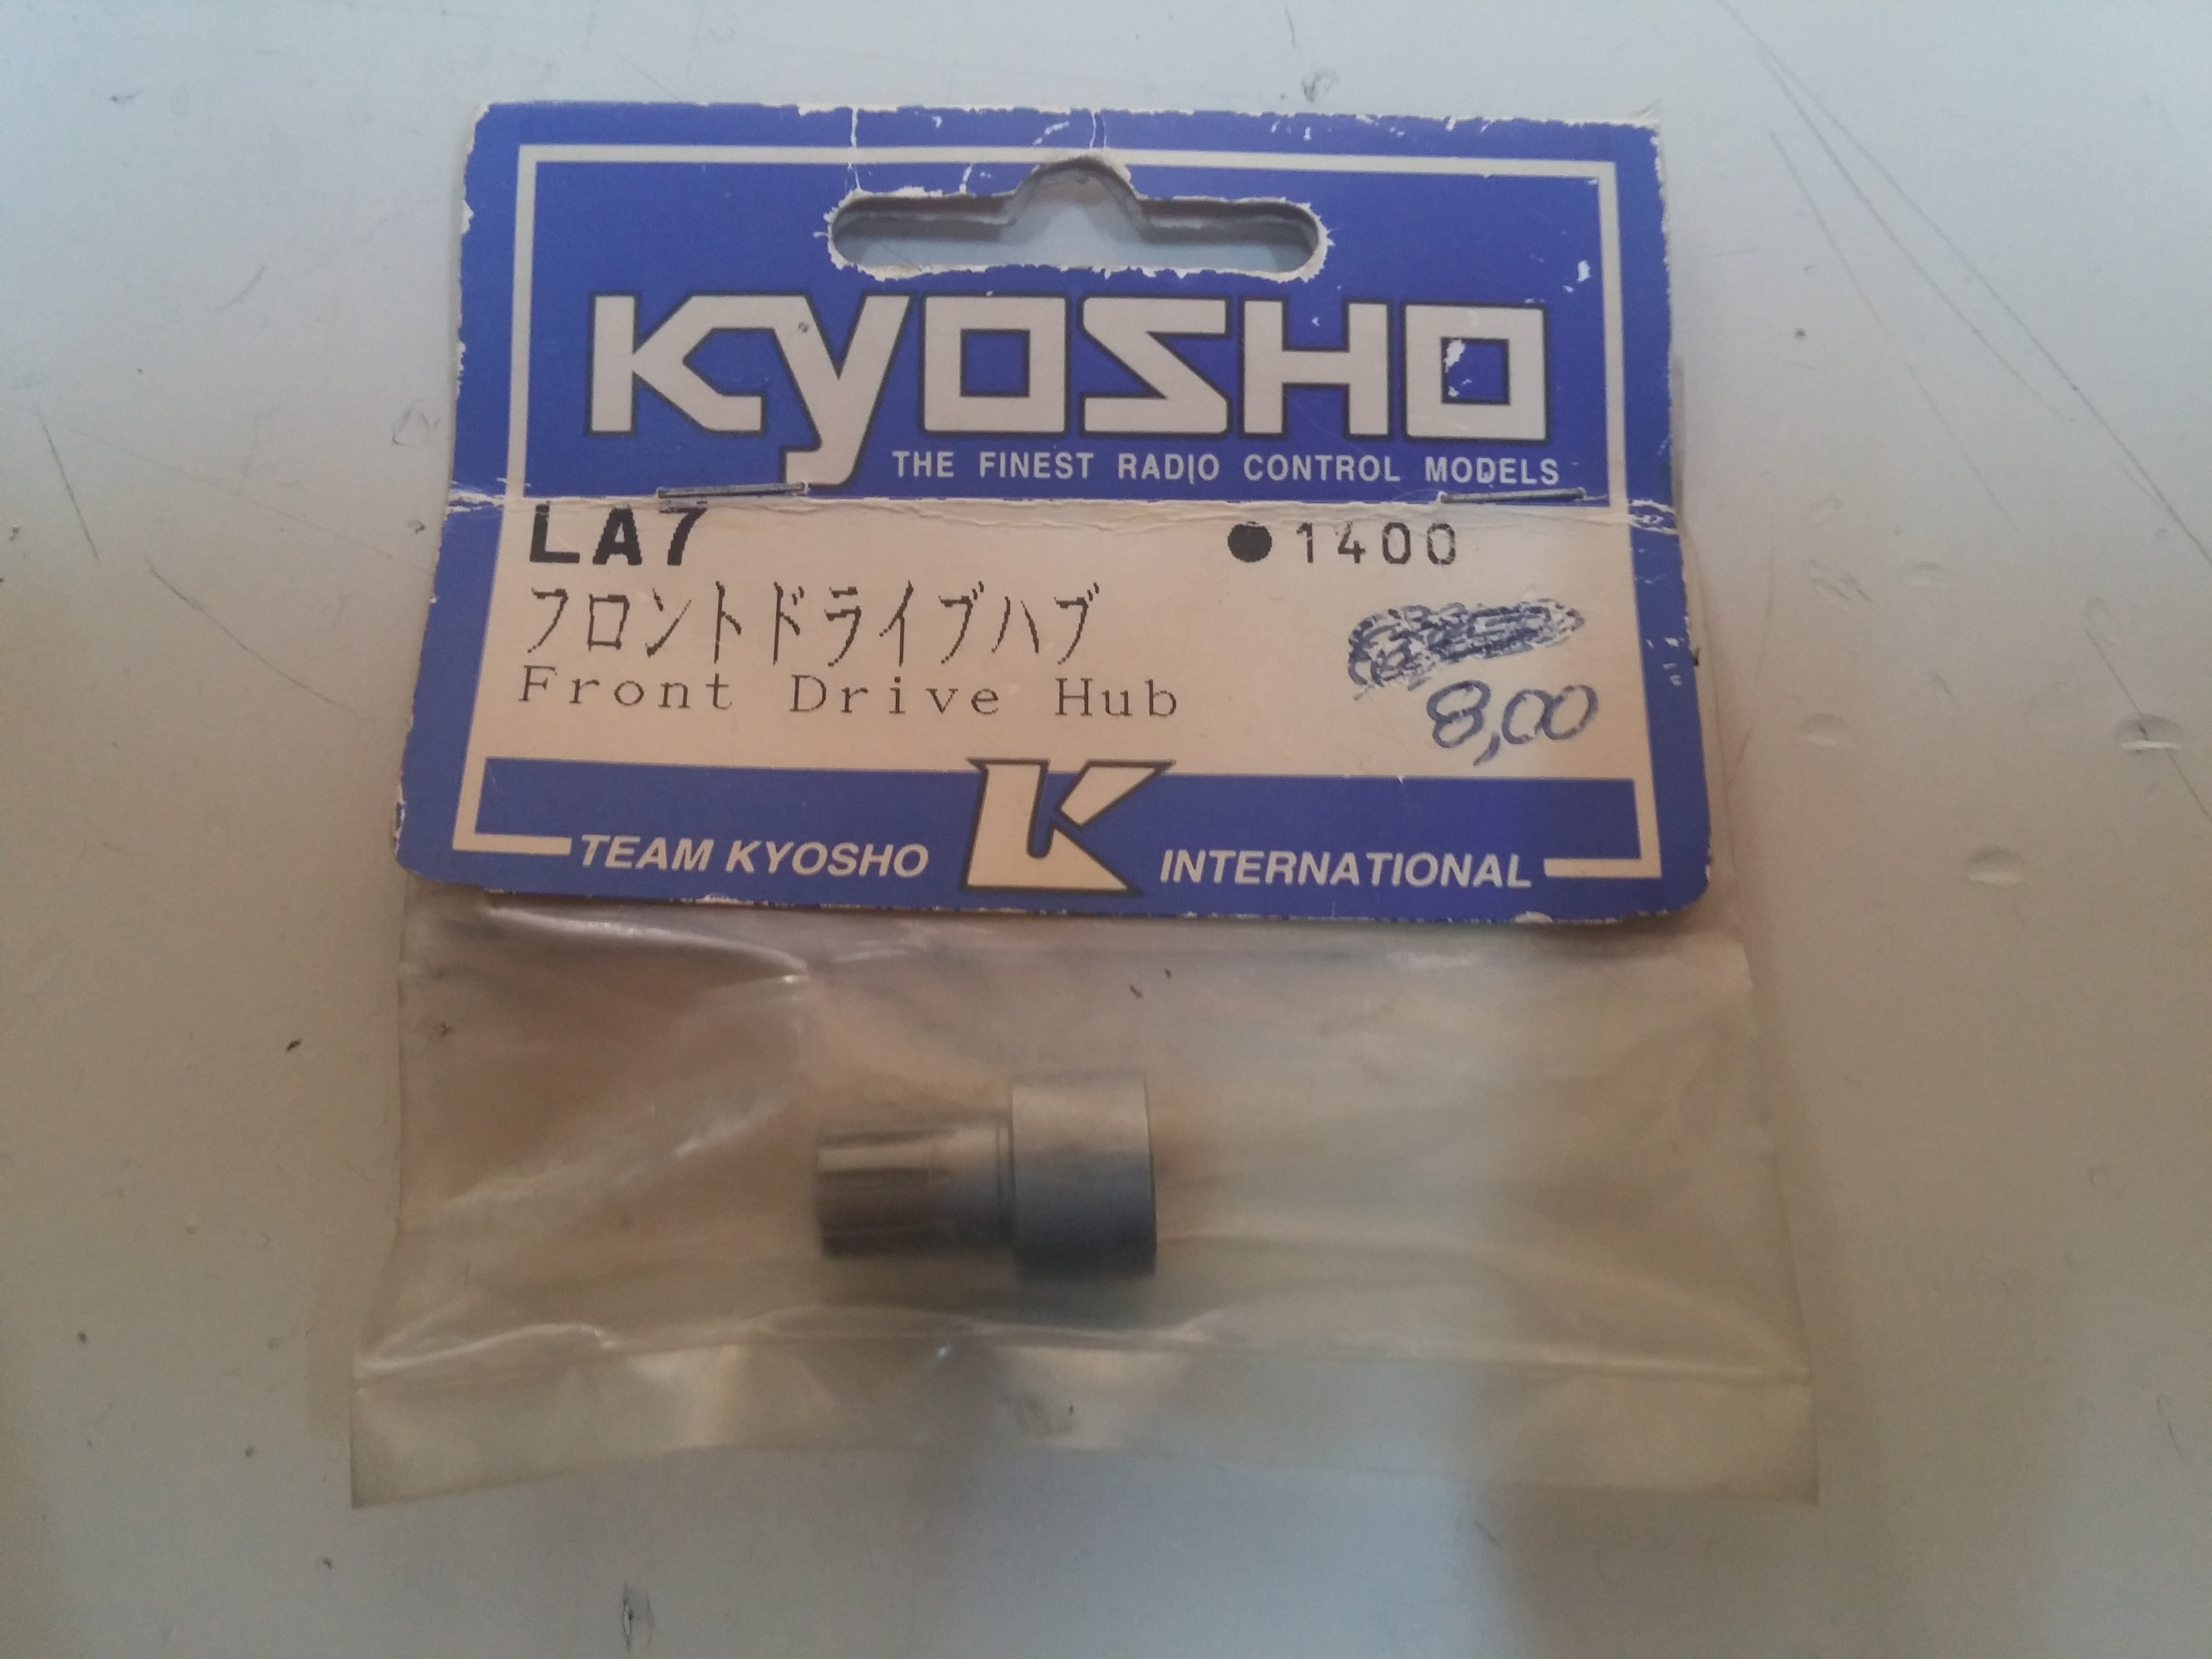 KYOSHO
THE FINEST RADIO CONTROL MODELS
LA7 ●1400
フロントドライブハブ
Front Drive Hub
8,00
TEAM KYOSHO K INTERNATIONAL